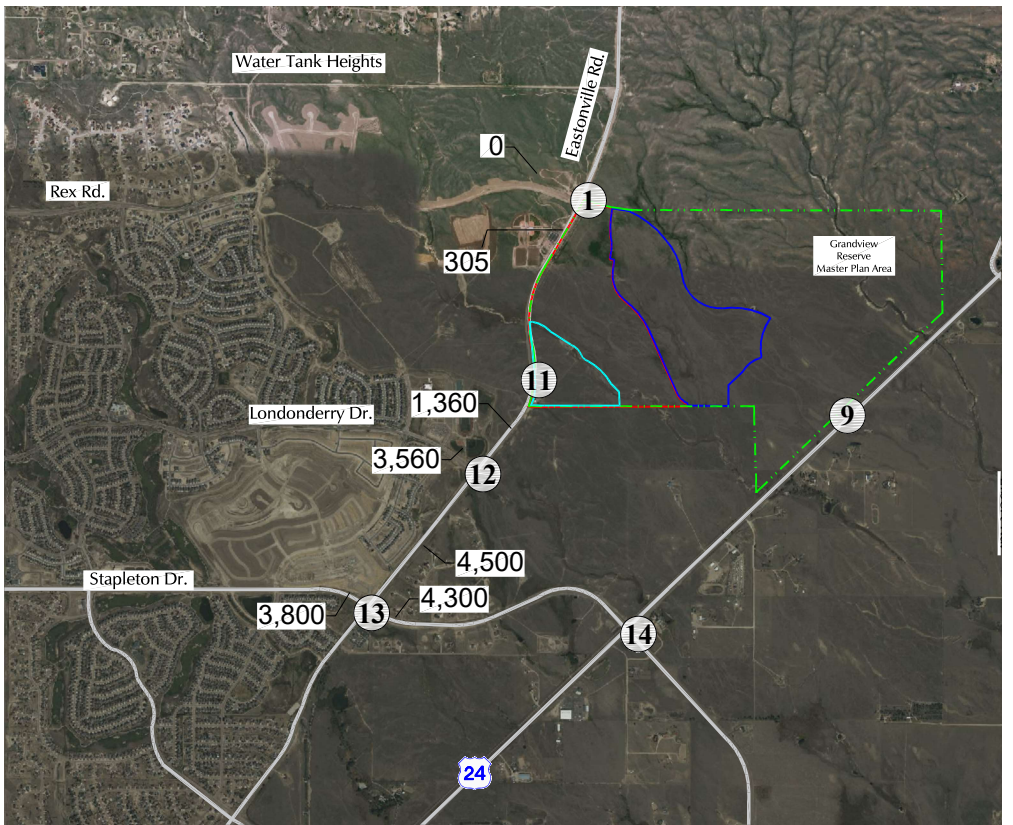 Water Tank Heights
Eastonville Rd.
0
Rex Rd.
1
305
Grandview
Reserve
Master Plan Area
11
Londonderry Dr.
1,360
9
3,560
12
4,500
Stapleton Dr.
4,300
3,800
13
14
24